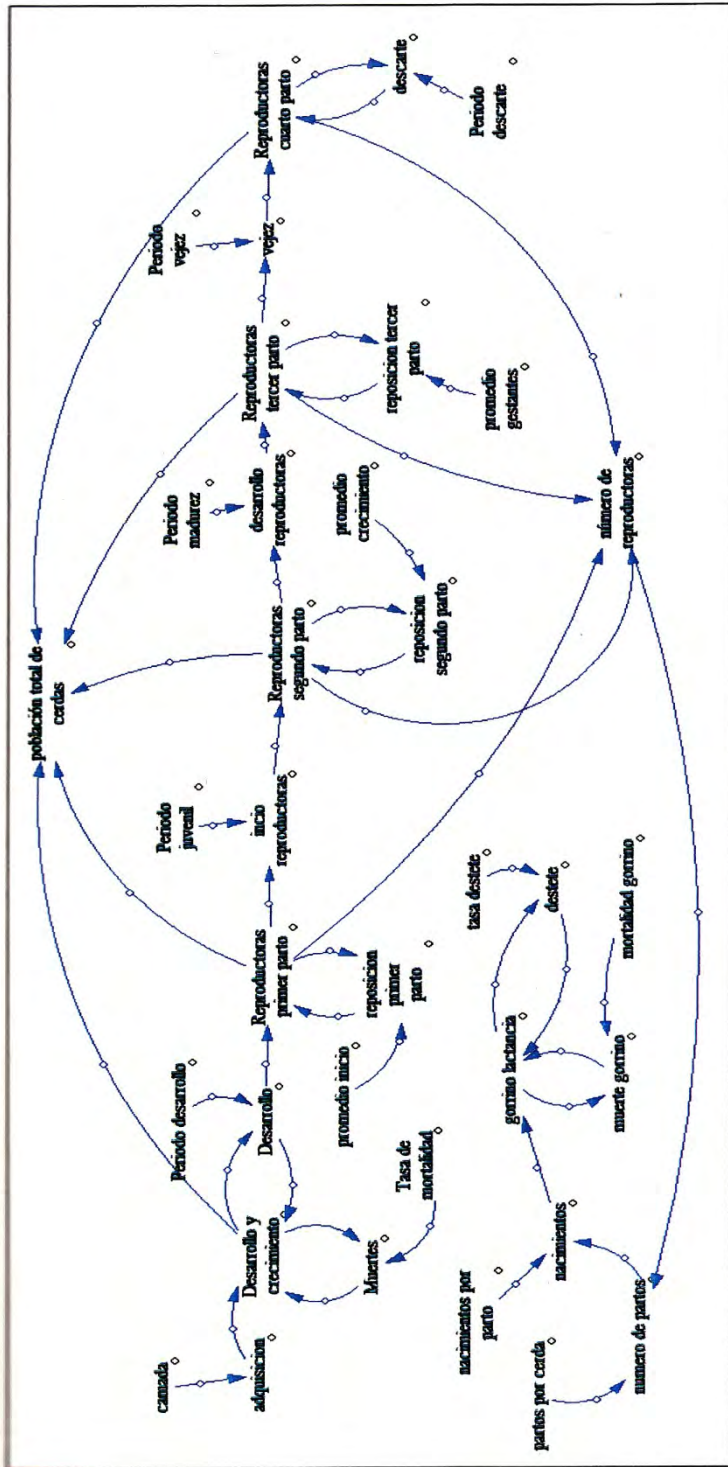 población total de
cerdas
camada
adquisicion
Desarrollo y
crecimiento
Muertes
Tasa de
mortalidad
Periodo desarrollo
Desarrollo
promedio inicio
Reproductoras
primer parto
reposicion
primer
parto
Periodo
juvenil
incio
reproductoras
Reproductoras
segundo parto
reposicion
segundo parto
promedio
crecimiento
Periodo
madurez
desarrollo
reproductoras
Reproductoras
tercer parto
reposicion tercer
parto
promedio
gestantes
Periodo
vejez
vejez
Reproductoras
cuarto parto
descarte
Periodo
descarte
número de
reproductoras
partos por cerda
numero de partos
nacimientos por
parto
nacimientos
gorrino lactancia
muerte gorrino
mortalidad gorrino
tasa destete
destete